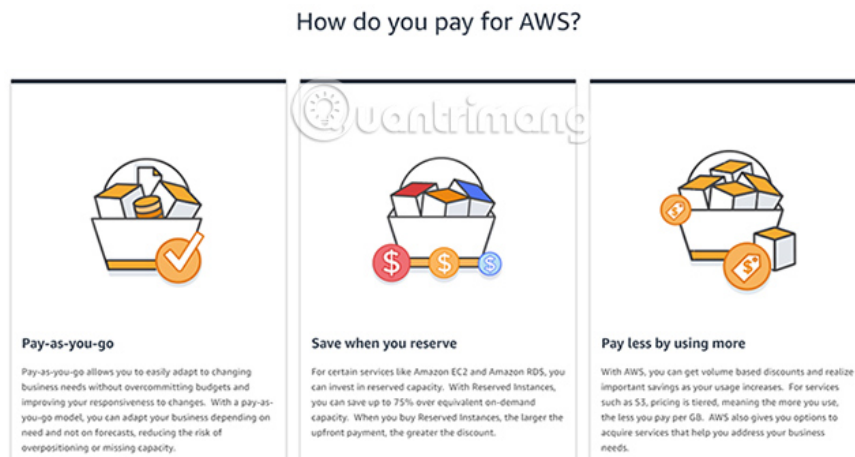 How do you pay for AWS?
Quantrimang
Pay-as-you-go
Pay-as-you-go allows you to easily adapt to changing
business needs without overcommitting budgets and
improving your responsiveness to changes. With a pay-as-
you-go model, you can adapt your business depending on
need and not on forecasts, reducing the risk of
overpositioning or missing capacity.
Save when you reserve
For certain services like Amazon EC2 and Amazon RDS, you
can invest in reserved capacity. With Reserved Instances,
you can save up to 75% over equivalent on-demand
capacity. When you buy Reserved Instances, the larger the
upfront payment, the greater the discount.
Pay less by using more
With AWS, you can get volume based discounts and realize
important savings as your usage increases. For services
such as S3, pricing is tiered, meaning the more you use,
the less you pay per GB. AWS also gives you options to
acquire services that help you address your business
needs.